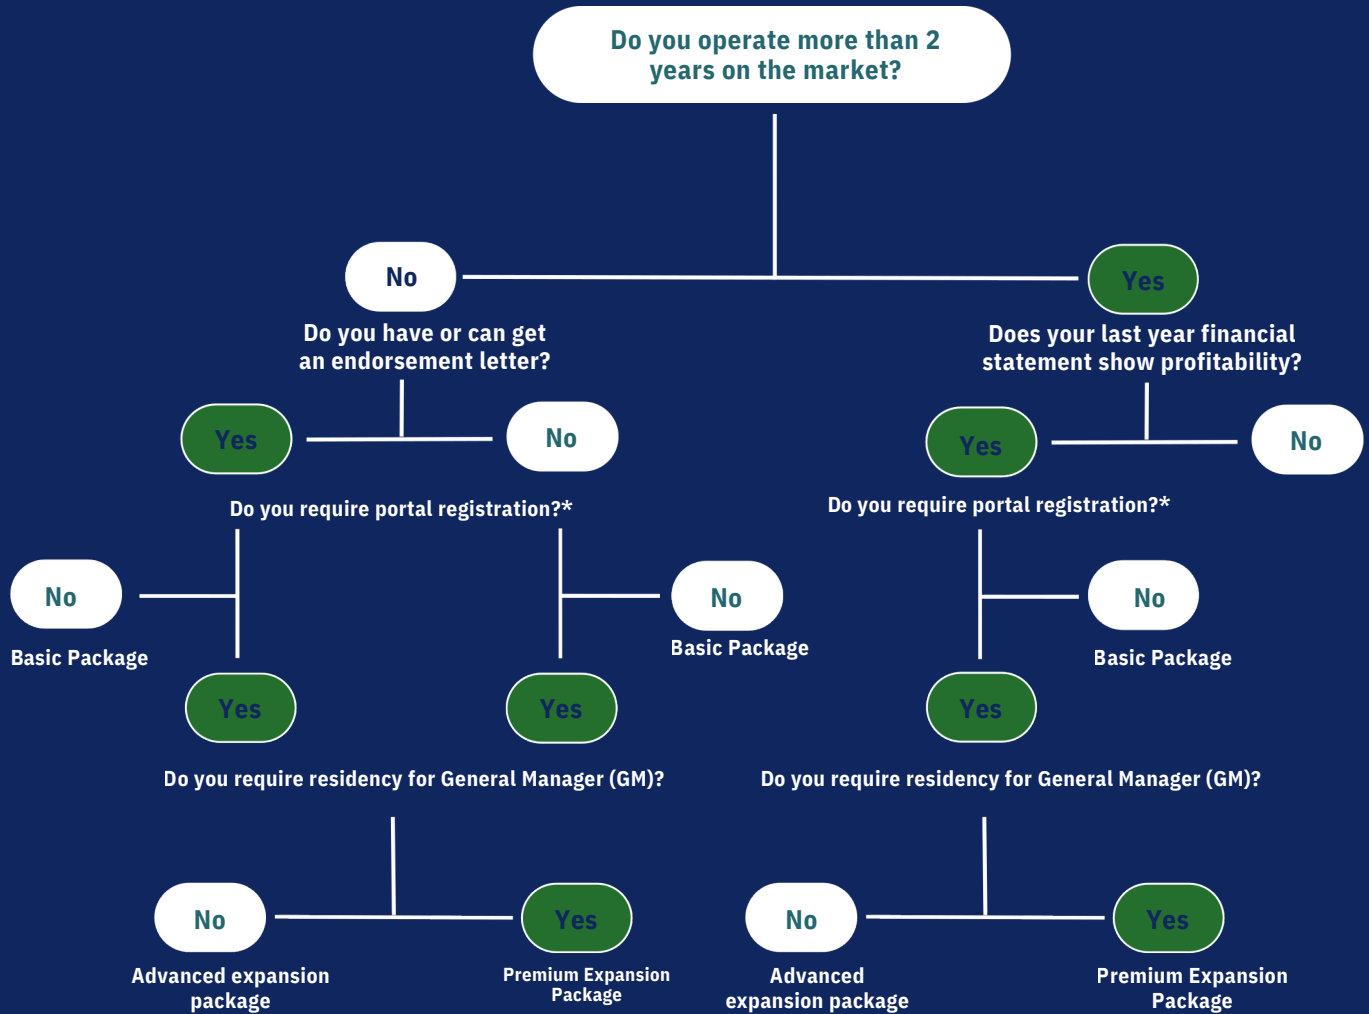 Do you operate more than 2
years on the market?
No
Yes
Do you have or can get
an endorsement letter?
Does your last year financial
statement show profitability?
Yes
No
Yes
No
Do you require portal registration?*
Do you require portal registration?*
No
No
No
Basic Package
Basic Package
Basic Package
Yes
Yes
Yes
Do you require residency for General Manager (GM)?
Do you require residency for General Manager (GM)?
No
Yes
No
Yes
Advanced expansion
package
Premium Expansion
Package
Advanced
expansion package
Premium Expansion
Package